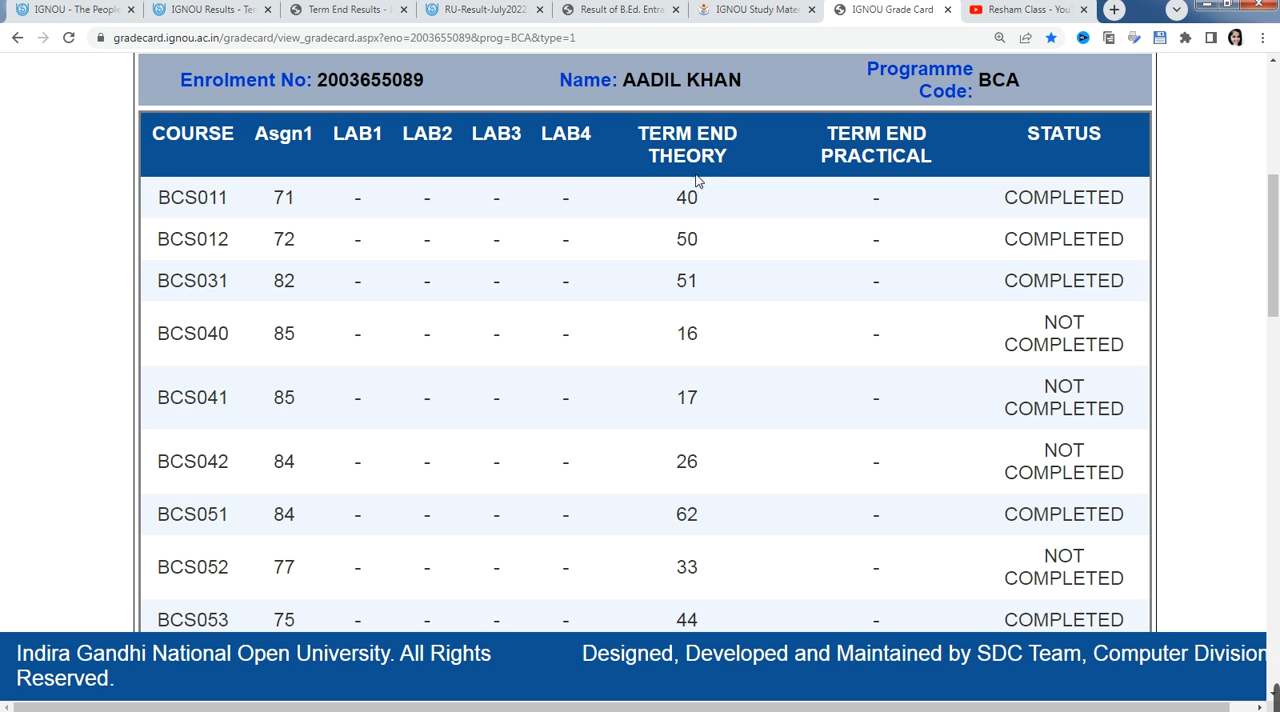 IGNOU - The People
IGNOU Results - Ter
Term End Results - J
RU-Result-July2022
Result of B.Ed. Entra
IGNOU Study Mater
IGNOU Grade Card
Resham Class - You
gradecard.ignou.ac.in/gradecard/view_gradecard.aspx?eno=2003655089&prog=BCA&type=1
Enrolment No: 2003655089 Name: AADIL KHAN Programme Code: BCA
COURSE Asgn1 LAB1 LAB2 LAB3 LAB4 TERM END THEORY TERM END PRACTICAL STATUS
BCS011 71 - - - - 40 - COMPLETED
BCS012 72 - - - - 50 - COMPLETED
BCS031 82 - - - - 51 - COMPLETED
BCS040 85 - - - - 16 - NOT COMPLETED
BCS041 85 - - - - 17 - NOT COMPLETED
BCS042 84 - - - - 26 - NOT COMPLETED
BCS051 84 - - - - 62 - COMPLETED
BCS052 77 - - - - 33 - NOT COMPLETED
BCS053 75 - - - - 44 - COMPLETED
Indira Gandhi National Open University. All Rights Reserved.
Designed, Developed and Maintained by SDC Team, Computer Division